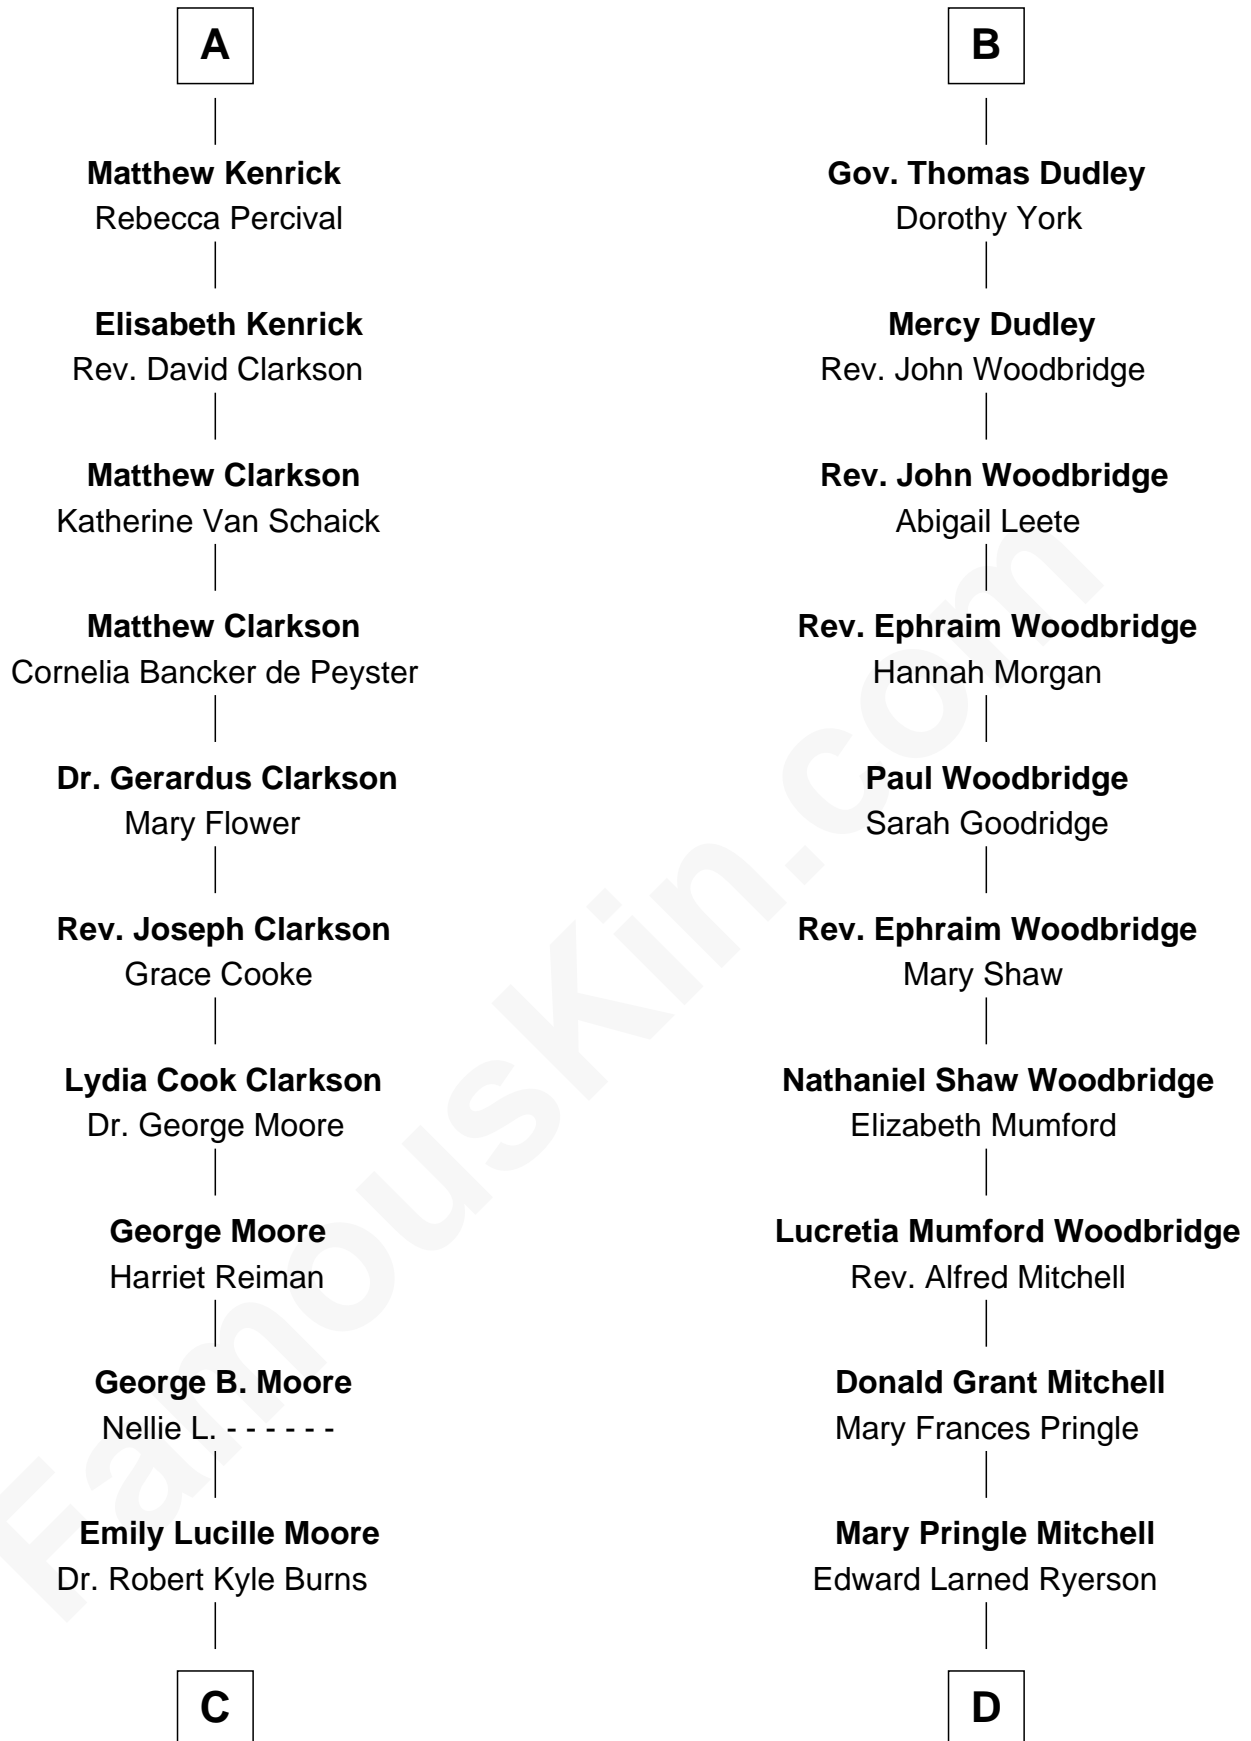 A
Matthew Kenrick
Rebecca Percival
Elisabeth Kenrick
Rev. David Clarkson
Matthew Clarkson
Katherine Van Schaick
Matthew Clarkson
Cornelia Bancker de Peyster
Dr. Gerardus Clarkson
Mary Flower
Rev. Joseph Clarkson
Grace Cooke
Lydia Cook Clarkson
Dr. George Moore
George Moore
Harriet Reiman
George B. Moore
Nellie L. - - - - - -
Emily Lucille Moore
Dr. Robert Kyle Burns
C
B
Gov. Thomas Dudley
Dorothy York
Mercy Dudley
Rev. John Woodbridge
Rev. John Woodbridge
Abigail Leete
Rev. Ephraim Woodbridge
Hannah Morgan
Paul Woodbridge
Sarah Goodridge
Rev. Ephraim Woodbridge
Mary Shaw
Nathaniel Shaw Woodbridge
Elizabeth Mumford
Lucretia Mumford Woodbridge
Rev. Alfred Mitchell
Donald Grant Mitchell
Mary Frances Pringle
Mary Pringle Mitchell
Edward Larned Ryerson
D
FamousKin.com